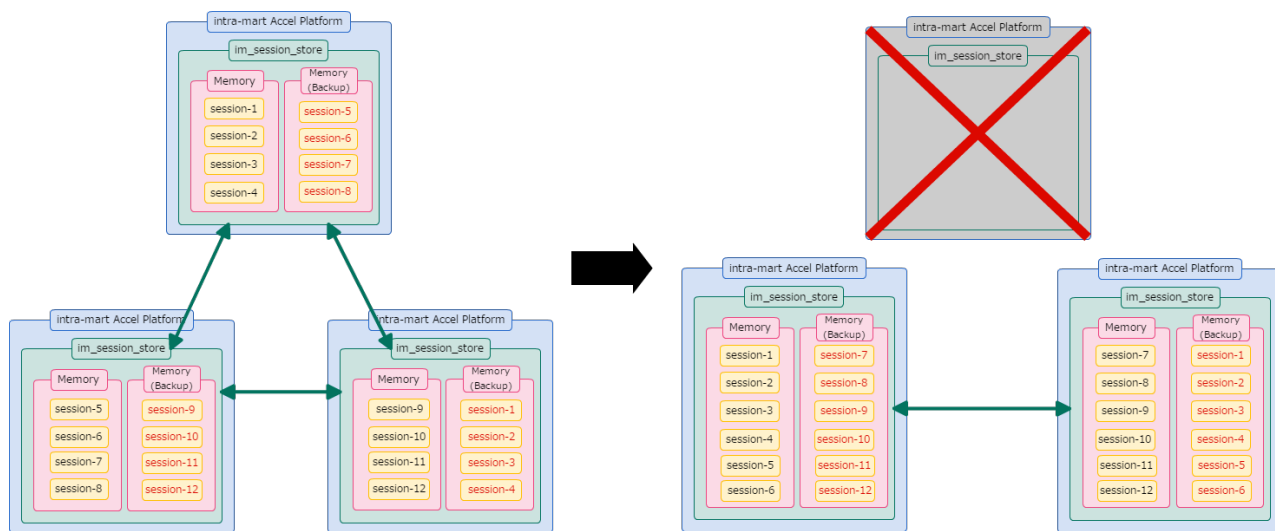 intra-mart Accel Platform
im_session_store
Memory
session-1
session-2
session-3
session-4
Memory
(Backup)
session-5
session-6
session-7
session-8
intra-mart Accel Platform
im_session_store
Memory
session-5
session-6
session-7
session-8
Memory
(Backup)
session-9
session-10
session-11
session-12
intra-mart Accel Platform
im_session_store
Memory
session-9
session-10
session-11
session-12
Memory
(Backup)
session-1
session-2
session-3
session-4
intra-mart Accel Platform
im_session_store
intra-mart Accel Platform
im_session_store
Memory
session-1
session-2
session-3
session-4
session-5
session-6
Memory
(Backup)
session-7
session-8
session-9
session-10
session-11
session-12
intra-mart Accel Platform
im_session_store
Memory
session-7
session-8
session-9
session-10
session-11
session-12
Memory
(Backup)
session-1
session-2
session-3
session-4
session-5
session-6